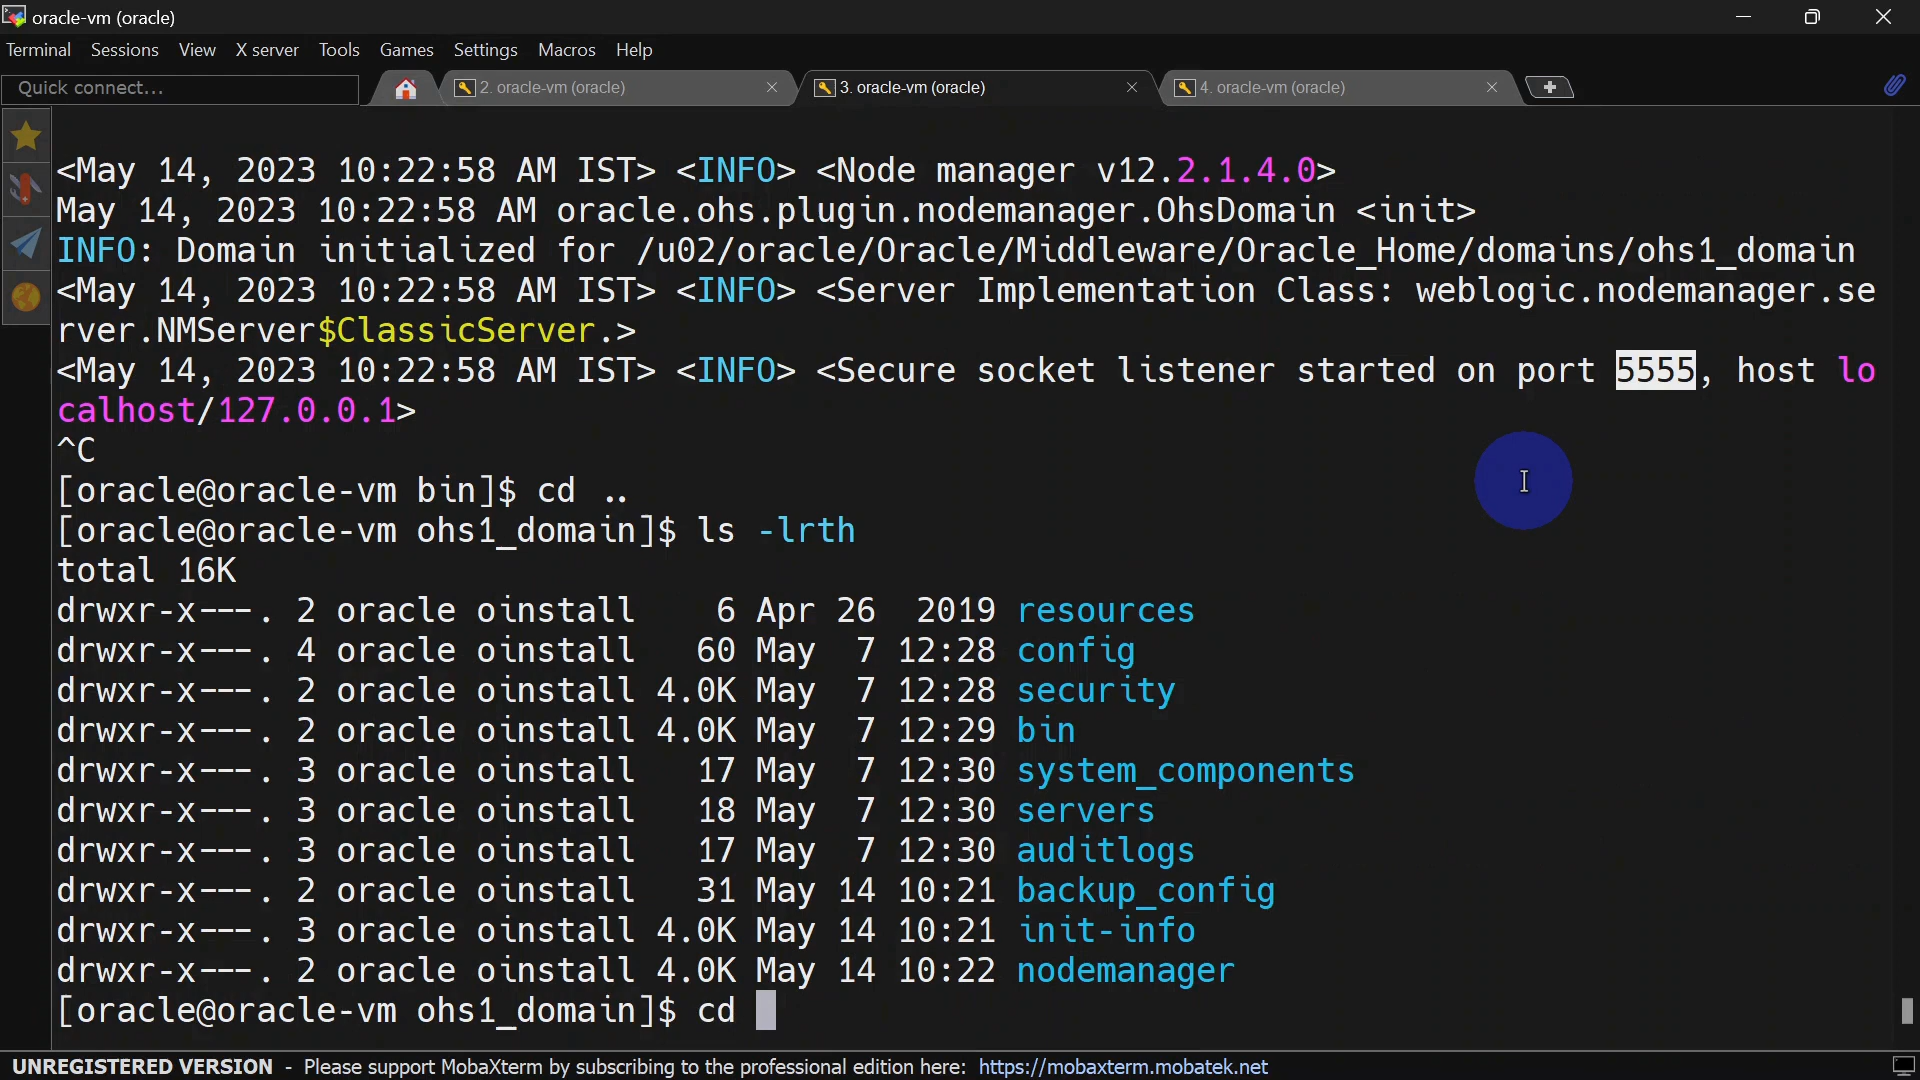 oracle-vm (oracle)
Terminal Sessions View X server Tools Games Settings Macros Help
Quick connect... 2. oracle-vm (oracle) 3. oracle-vm (oracle) 4. oracle-vm (oracle)
<May 14, 2023 10:22:58 AM IST> <INFO> <Node manager v12.2.1.4.0>
May 14, 2023 10:22:58 AM oracle.ohs.plugin.nodemanager.OhsDomain <init>
INFO: Domain initialized for /u02/oracle/Oracle/Middleware/Oracle_Home/domains/ohs1_domain
<May 14, 2023 10:22:58 AM IST> <INFO> <Server Implementation Class: weblogic.nodemanager.se
rver.NMServer$ClassicServer.>
<May 14, 2023 10:22:58 AM IST> <INFO> <Secure socket listener started on port 5555, host lo
calhost/127.0.0.1>
^C
[oracle@oracle-vm bin]$ cd ..
[oracle@oracle-vm ohs1_domain]$ ls -lrth
total 16K
drwxr-x---. 2 oracle oinstall 6 Apr 26 2019 resources
drwxr-x---. 4 oracle oinstall 60 May 7 12:28 config
drwxr-x---. 2 oracle oinstall 4.0K May 7 12:28 security
drwxr-x---. 2 oracle oinstall 4.0K May 7 12:29 bin
drwxr-x---. 3 oracle oinstall 17 May 7 12:30 system_components
drwxr-x---. 3 oracle oinstall 18 May 7 12:30 servers
drwxr-x---. 3 oracle oinstall 17 May 7 12:30 auditlogs
drwxr-x---. 2 oracle oinstall 31 May 14 10:21 backup_config
drwxr-x---. 3 oracle oinstall 4.0K May 14 10:21 init-info
drwxr-x---. 2 oracle oinstall 4.0K May 14 10:22 nodemanager
[oracle@oracle-vm ohs1_domain]$ cd
UNREGISTERED VERSION - Please support MobaXterm by subscribing to the professional edition here: https://mobaxterm.mobatek.net